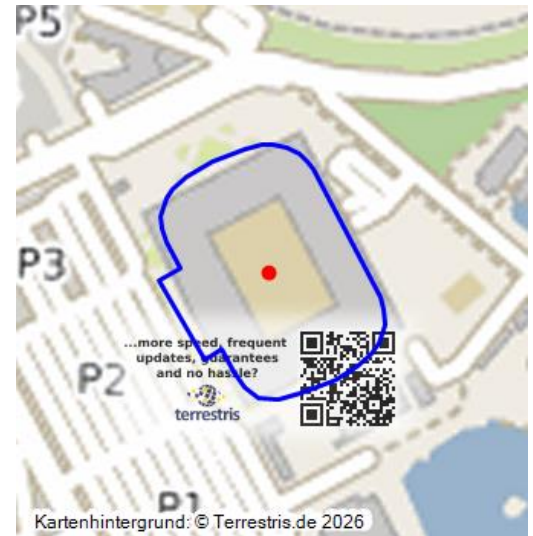 P5
P3
...more speed, frequent
updates, guarantees
and no hassle?
P2
terrestris
P1
Kartenhintergrund: © Terrestris.de 2026